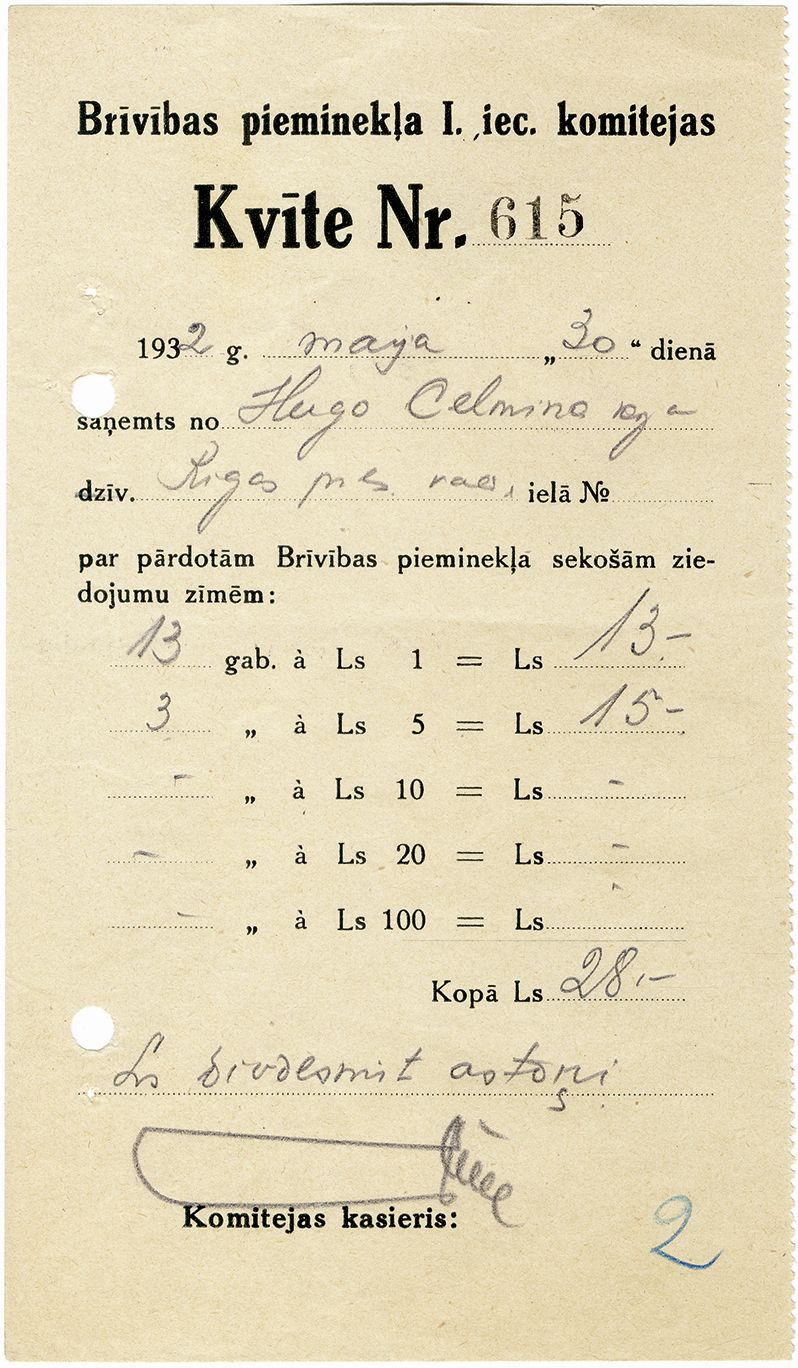 Brīvības pieminekļa I. iec. komitejas
Kvīte Nr. 615
1932 g. maija „30“ dienā
saņemts no Hugo Celmiņa kga
dzīv. Rīgas pils. ielā №
par pārdotām Brīvības pieminekļa sekošām zie-
dojumu zīmēm:
13 gab. à Ls 1 = Ls 13-
3 „ à Ls 5 = Ls 15-
- „ à Ls 10 = Ls -
- „ à Ls 20 = Ls -
- „ à Ls 100 = Ls -
Kopā Ls 28.-
Ls divdesmit astoņi
Komitejas kasieris:
2